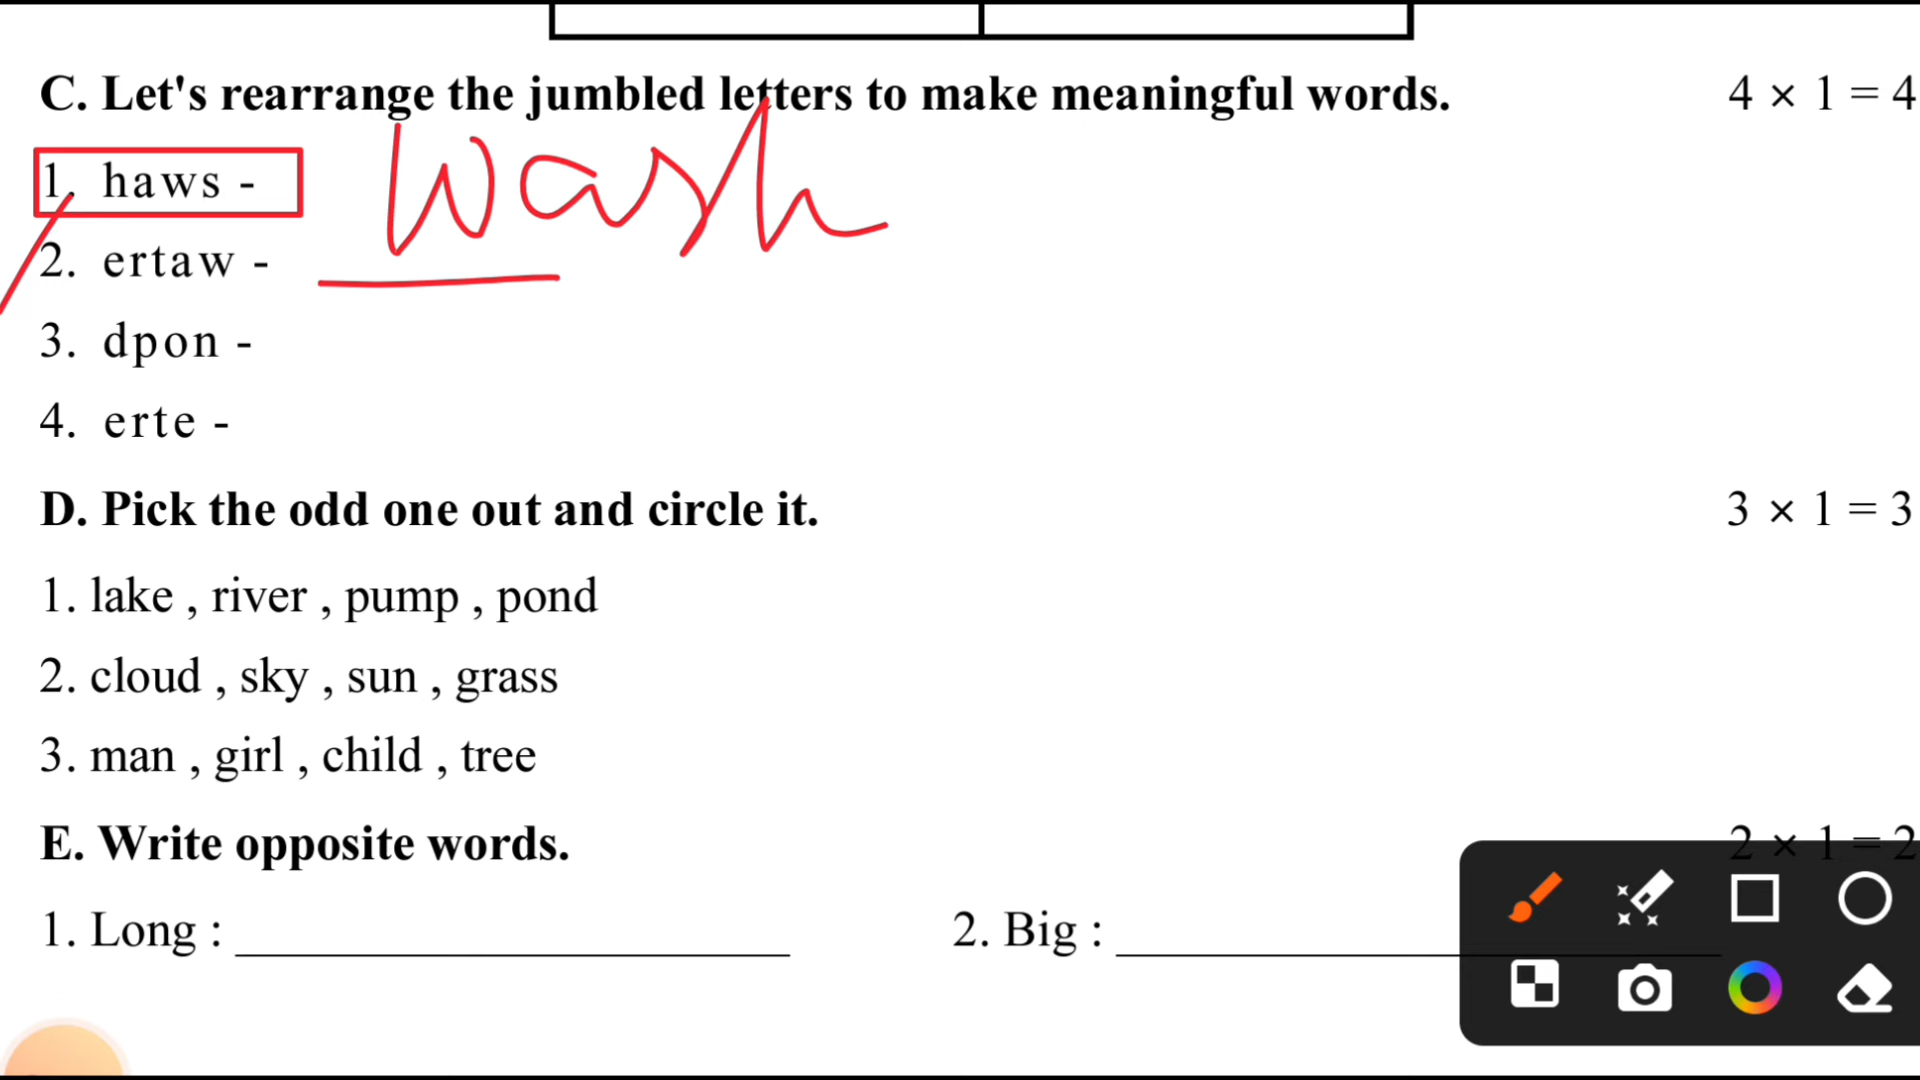 C. Let's rearrange the jumbled letters to make meaningful words. 4 × 1 = 4
1. haws - Wash
2. ertaw -
3. dpon -
4. erte -
D. Pick the odd one out and circle it. 3 × 1 = 3
1. lake , river , pump , pond
2. cloud , sky , sun , grass
3. man , girl , child , tree
E. Write opposite words. 2 × 1 = 2
1. Long : 2. Big :